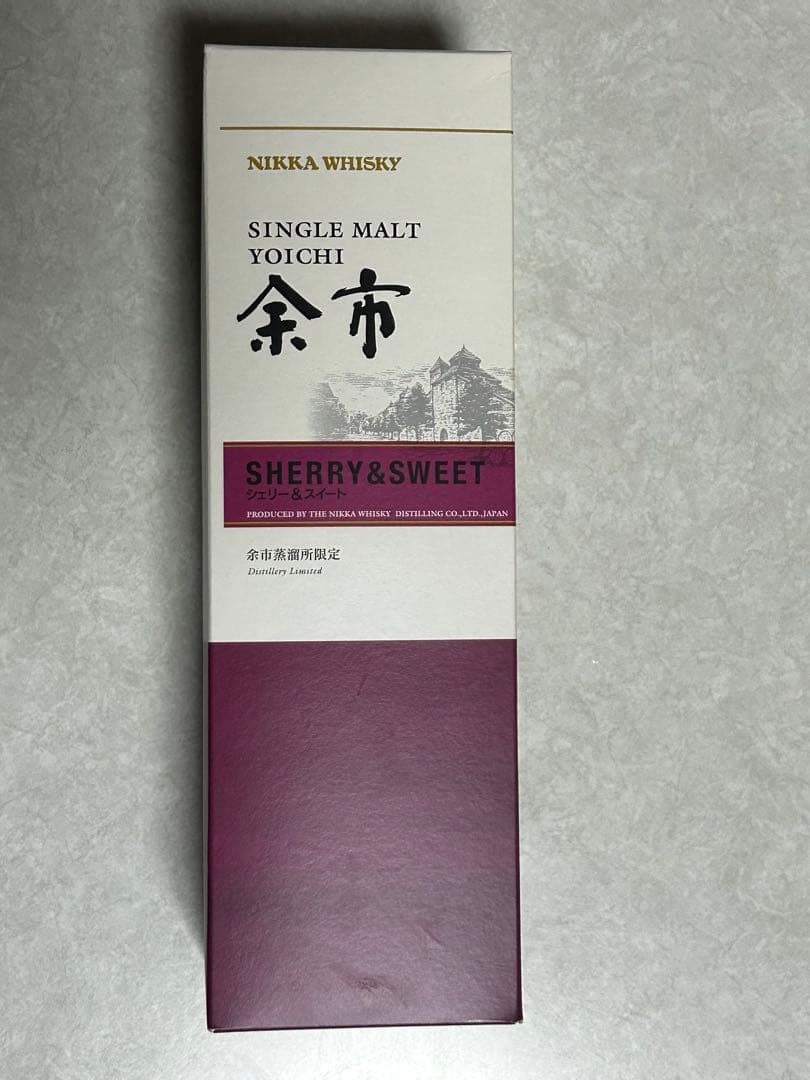 NIKKA WHISKY
SINGLE MALT
YOICHI
余市
SHERRY&SWEET
シェリー&スイート
PRODUCED BY THE NIKKA WHISKY DISTILLING CO.,LTD.,JAPAN
余市蒸溜所限定
Distillery Limited